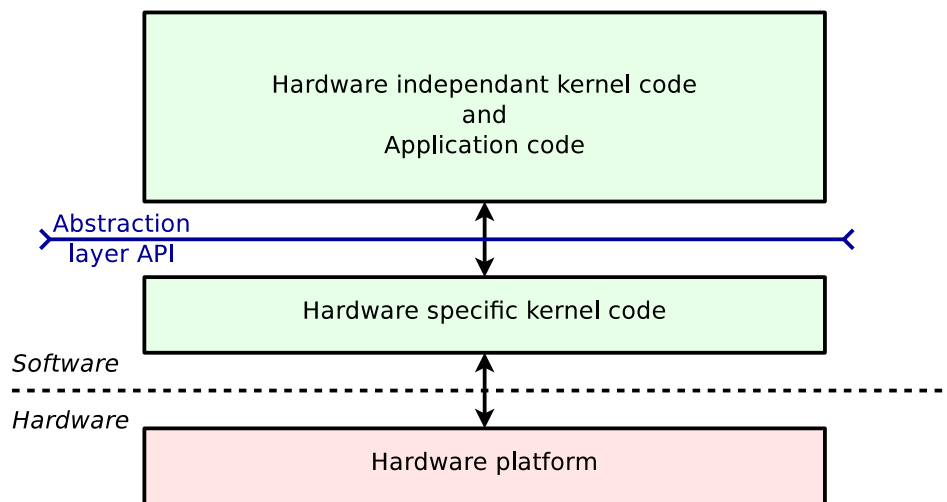 Hardware independant kernel code
and
Application code
Abstraction
layer API
Hardware specific kernel code
Software
Hardware
Hardware platform